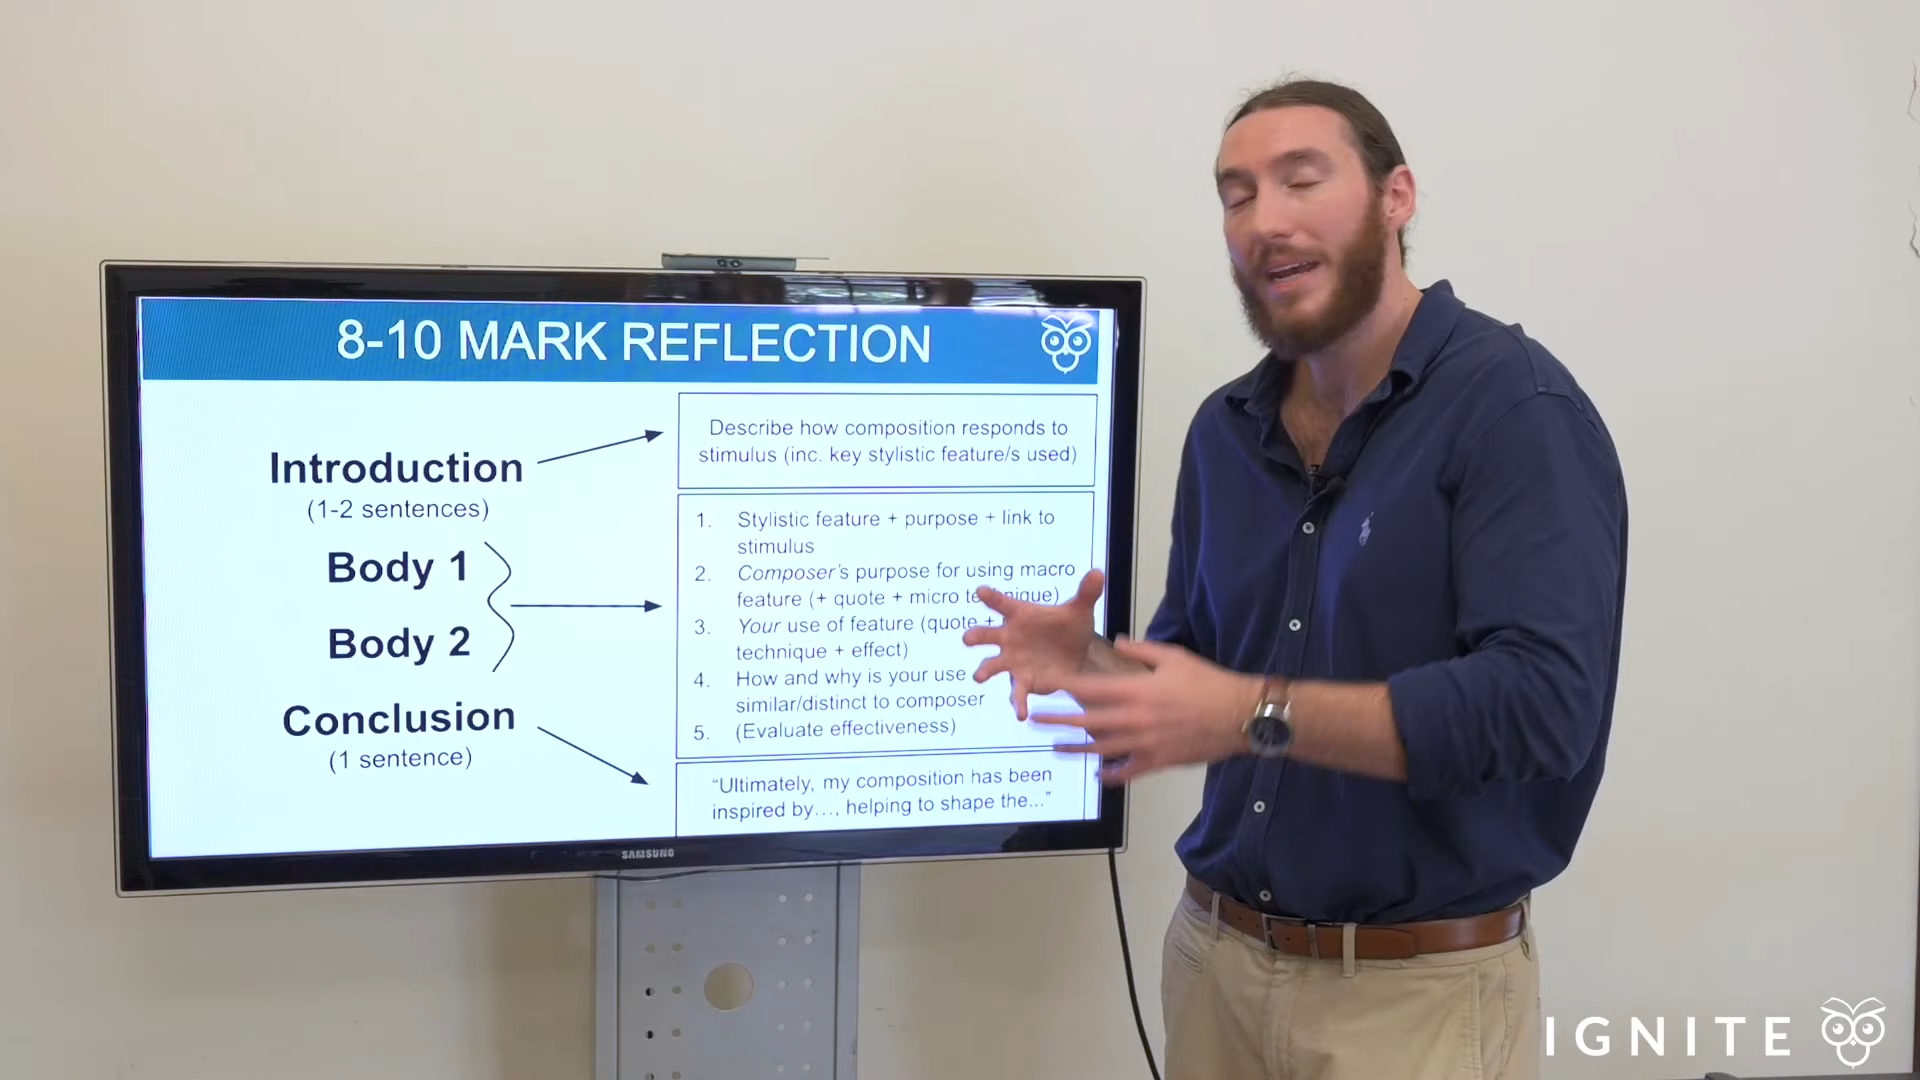 8-10 MARK REFLECTION
Introduction
(1-2 sentences)
Body 1
Body 2
Conclusion
(1 sentence)
Describe how composition responds to
stimulus (inc. key stylistic feature/s used)
1. Stylistic feature + purpose + link to
stimulus
2. Composer's purpose for using macro
feature (+ quote + micro technique)
3. Your use of feature (quote +
technique + effect)
4. How and why is your use
similar/distinct to composer
5. (Evaluate effectiveness)
“Ultimately, my composition has been
inspired by…, helping to shape the...”
SAMSUNG
IGNITE